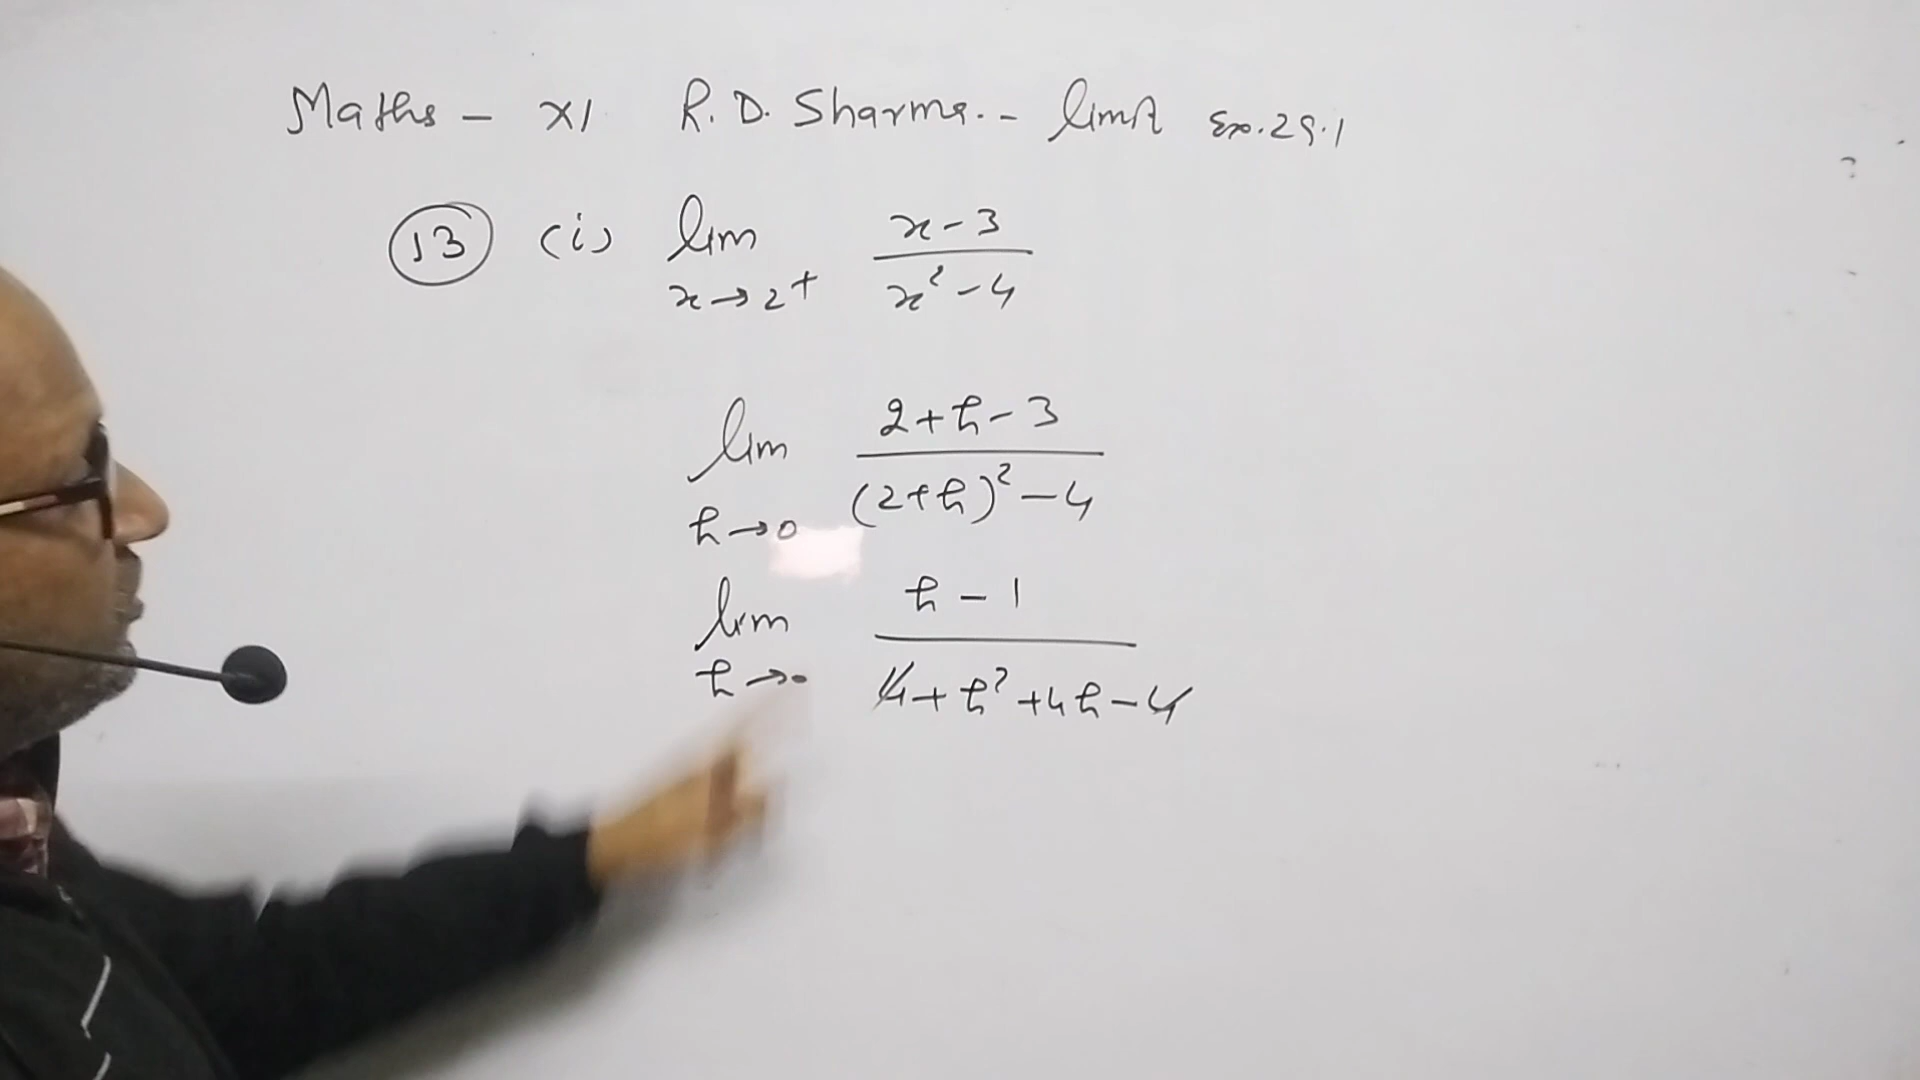 Maths - XI R.D. Sharma. - limit Ex. 29.1
13 (i) lim x→2+ x-3 / x²-4
lim h→0 2+h-3 / (2+h)²-4
lim h→0 h-1 / 4+h²+4h-4